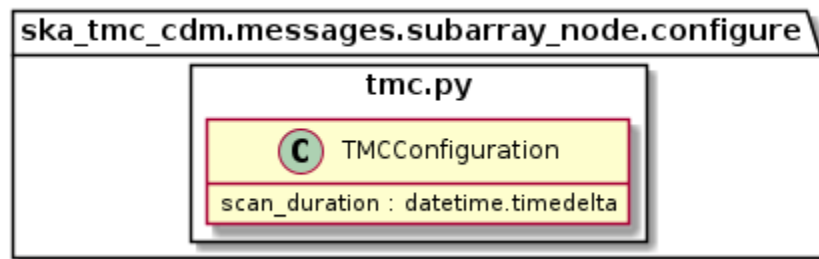 ska_tmc_cdm.messages.subarray_node.configure
tmc.py
C TMCConfiguration
scan_duration : datetime.timedelta